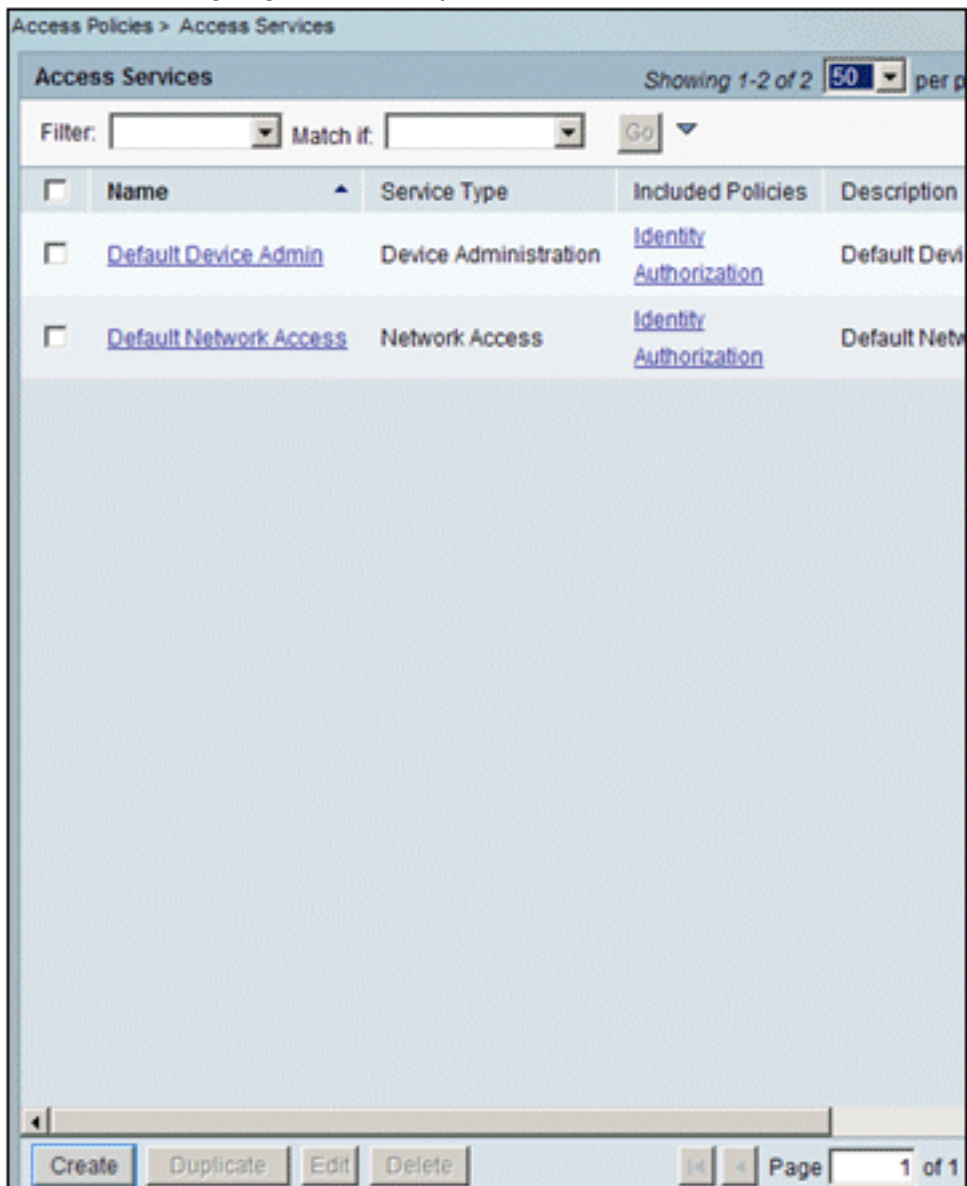 Access Policies > Access Services
Access Services Showing 1-2 of 2 50 per p
Filter: Match if: Go
Name Service Type Included Policies Description
Default Device Admin Device Administration Identity Authorization Default Devi
Default Network Access Network Access Identity Authorization Default Netw
Create Duplicate Edit Delete Page 1 of 1